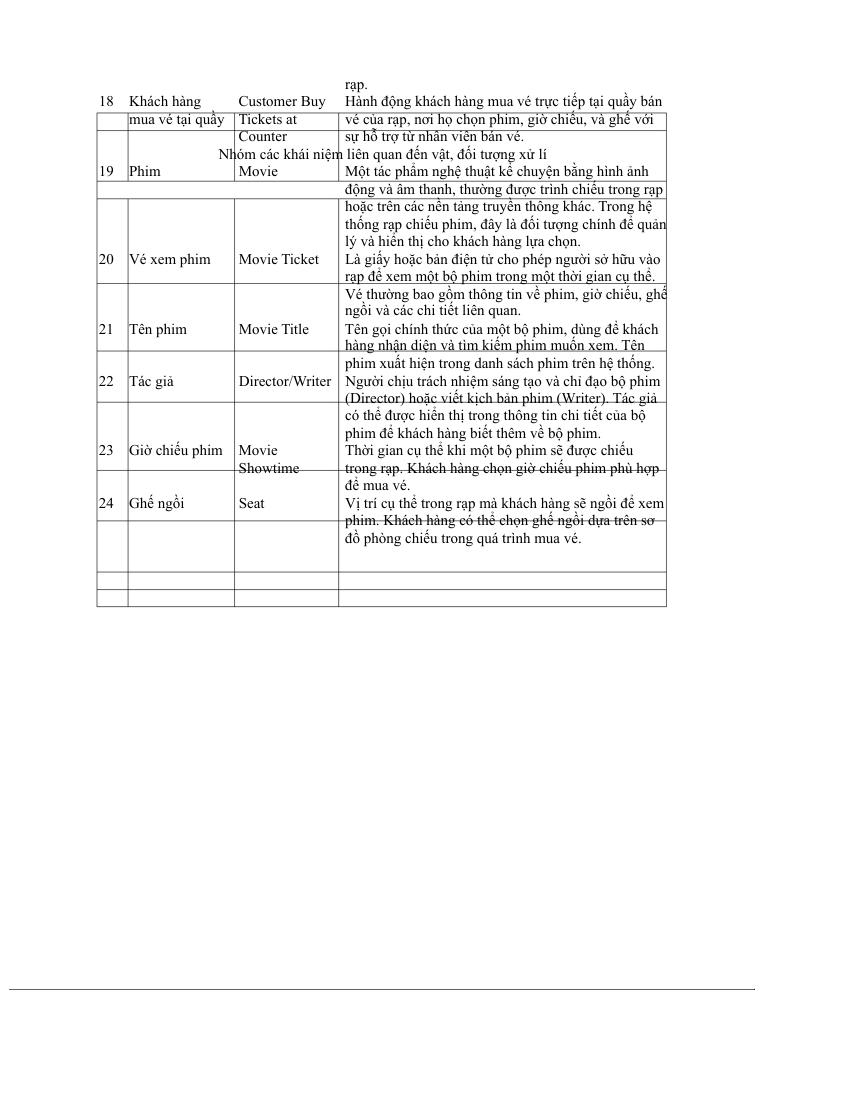 rạp.
18 Khách hàng Customer Buy Hành động khách hàng mua vé trực tiếp tại quầy bán
mua vé tại quầy Tickets at vé của rạp, nơi họ chọn phim, giờ chiếu, và ghế với
Counter sự hỗ trợ từ nhân viên bán vé.
Nhóm các khái niệm liên quan đến vật, đối tượng xử lí
19 Phim Movie Một tác phẩm nghệ thuật kể chuyện bằng hình ảnh
động và âm thanh, thường được trình chiếu trong rạp
hoặc trên các nền tảng truyền thông khác. Trong hệ
thống rạp chiếu phim, đây là đối tượng chính để quản
lý và hiển thị cho khách hàng lựa chọn.
20 Vé xem phim Movie Ticket Là giấy hoặc bản điện tử cho phép người sở hữu vào
rạp để xem một bộ phim trong một thời gian cụ thể.
Vé thường bao gồm thông tin về phim, giờ chiếu, ghế
ngồi và các chi tiết liên quan.
21 Tên phim Movie Title Tên gọi chính thức của một bộ phim, dùng để khách
hàng nhận diện và tìm kiếm phim muốn xem. Tên
phim xuất hiện trong danh sách phim trên hệ thống.
22 Tác giả Director/Writer Người chịu trách nhiệm sáng tạo và chỉ đạo bộ phim
(Director) hoặc viết kịch bản phim (Writer). Tác giả
có thể được hiển thị trong thông tin chi tiết của bộ
phim để khách hàng biết thêm về bộ phim.
23 Giờ chiếu phim Movie Thời gian cụ thể khi một bộ phim sẽ được chiếu
Showtime trong rạp. Khách hàng chọn giờ chiếu phim phù hợp
để mua vé.
24 Ghế ngồi Seat Vị trí cụ thể trong rạp mà khách hàng sẽ ngồi để xem
phim. Khách hàng có thể chọn ghế ngồi dựa trên sơ
đồ phòng chiếu trong quá trình mua vé.